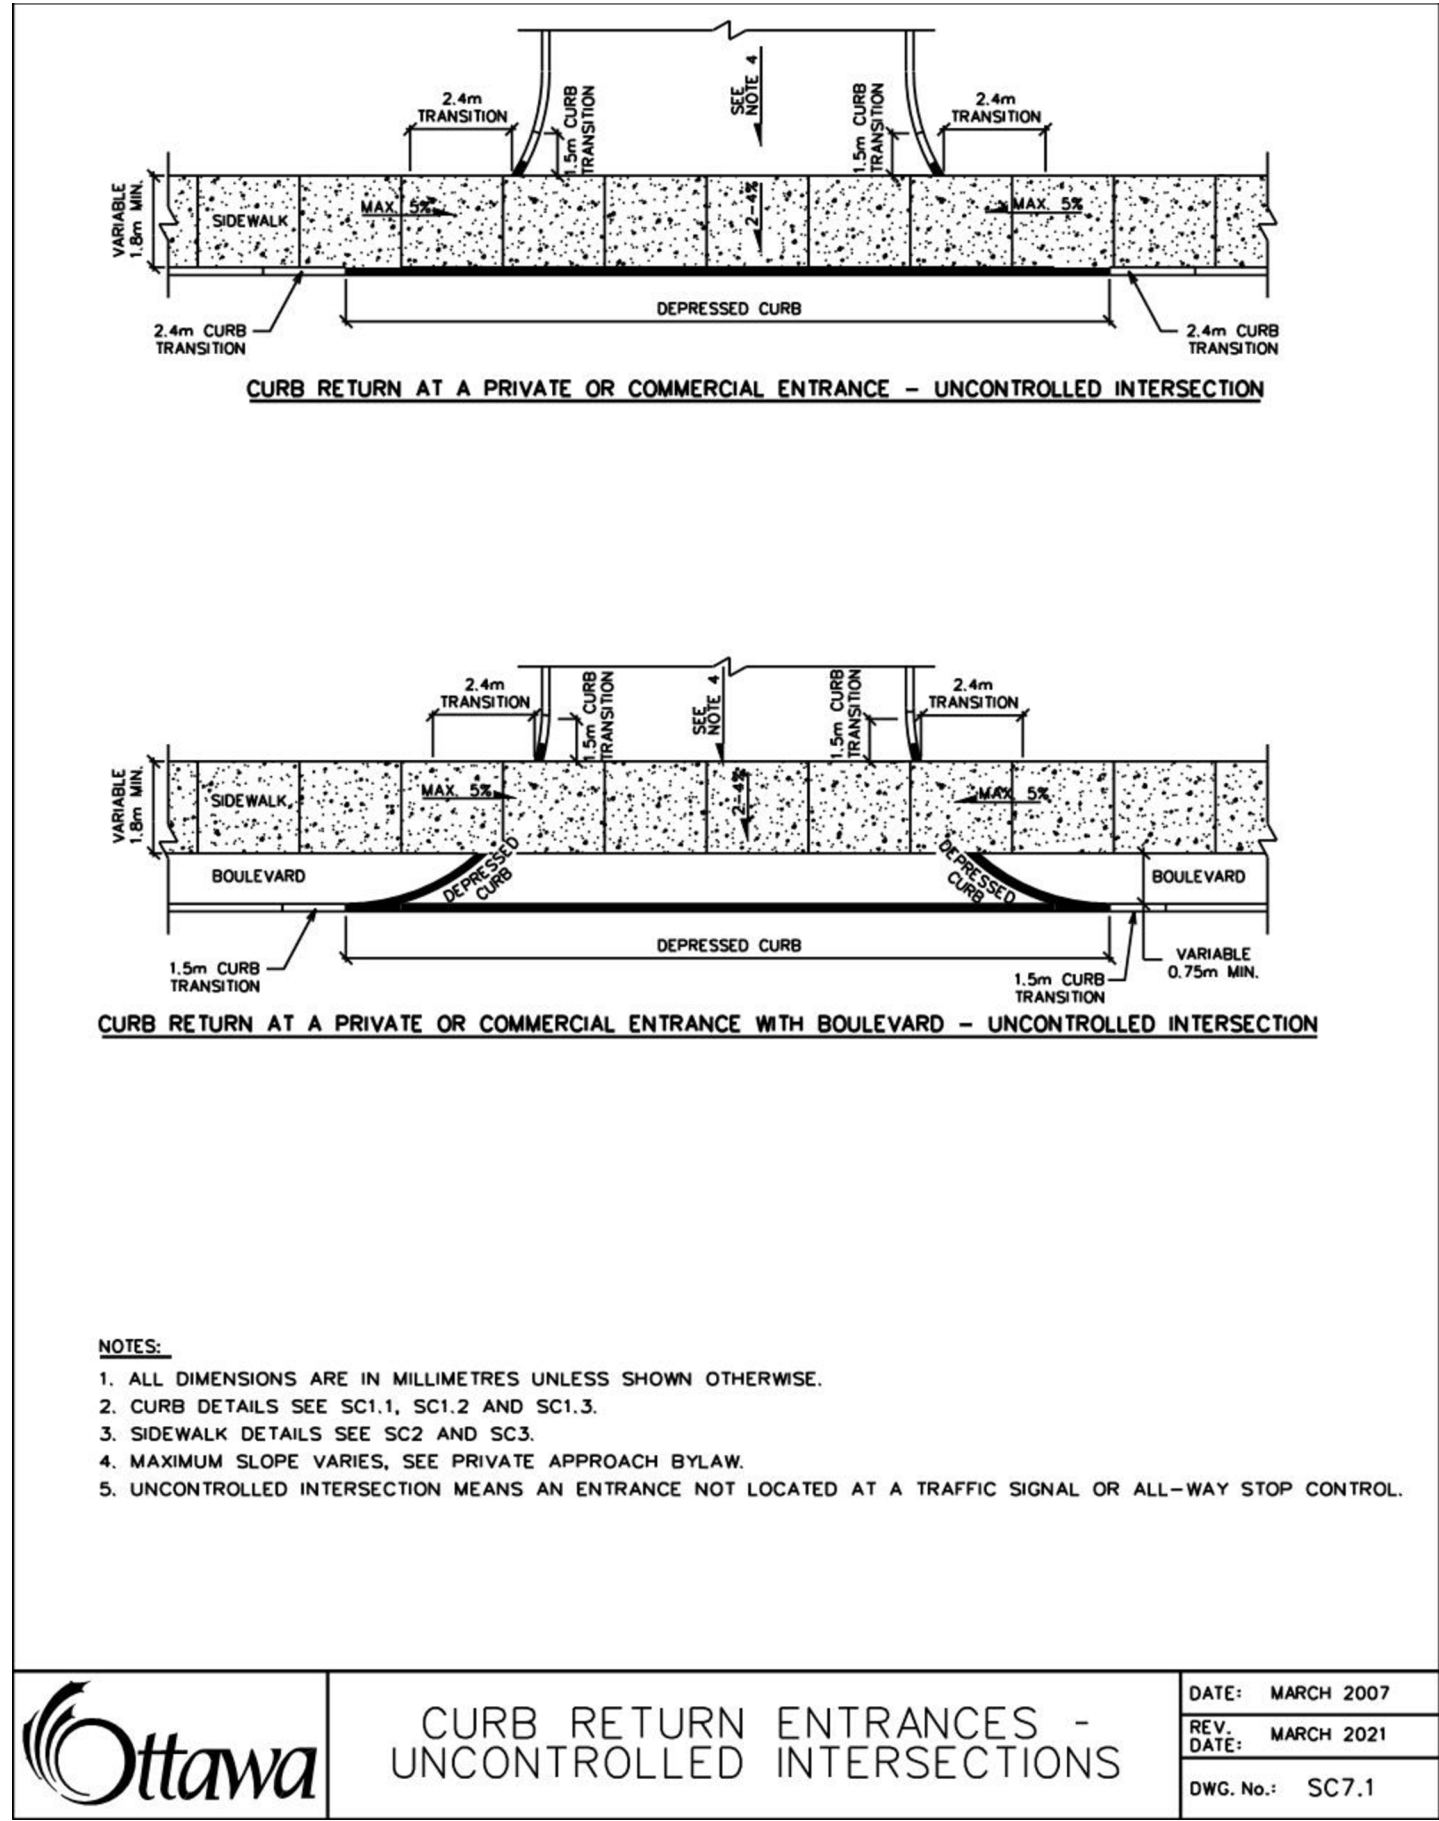 2.4m
TRANSITION
1.5m CURB
TRANSITION
SEE
NOTE 4
1.5m CURB
TRANSITION
2.4m
TRANSITION
VARIABLE
1.8m MIN.
SIDEWALK
MAX. 5%
2-4%
MAX. 5%
DEPRESSED CURB
2.4m CURB
TRANSITION
2.4m CURB
TRANSITION
CURB RETURN AT A PRIVATE OR COMMERCIAL ENTRANCE - UNCONTROLLED INTERSECTION
2.4m
TRANSITION
1.5m CURB
TRANSITION
SEE
NOTE 4
1.5m CURB
TRANSITION
2.4m
TRANSITION
VARIABLE
1.8m MIN.
SIDEWALK
MAX. 5%
2-4%
MAX. 5%
BOULEVARD
DEPRESSED
CURB
DEPRESSED
CURB
BOULEVARD
DEPRESSED CURB
1.5m CURB
TRANSITION
1.5m CURB
TRANSITION
VARIABLE
0.75m MIN.
CURB RETURN AT A PRIVATE OR COMMERCIAL ENTRANCE WITH BOULEVARD - UNCONTROLLED INTERSECTION
NOTES:
1. ALL DIMENSIONS ARE IN MILLIMETRES UNLESS SHOWN OTHERWISE.
2. CURB DETAILS SEE SC1.1, SC1.2 AND SC1.3.
3. SIDEWALK DETAILS SEE SC2 AND SC3.
4. MAXIMUM SLOPE VARIES, SEE PRIVATE APPROACH BYLAW.
5. UNCONTROLLED INTERSECTION MEANS AN ENTRANCE NOT LOCATED AT A TRAFFIC SIGNAL OR ALL-WAY STOP CONTROL.
Ottawa
CURB RETURN ENTRANCES -
UNCONTROLLED INTERSECTIONS
DATE: MARCH 2007
REV.
DATE: MARCH 2021
DWG. No.: SC7.1